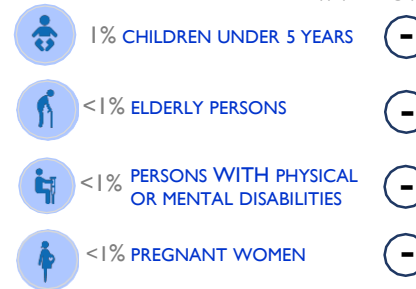 1% CHILDREN UNDER 5 YEARS -
<1% ELDERLY PERSONS -
<1% PERSONS WITH PHYSICAL
OR MENTAL DISABILITIES -
<1% PREGNANT WOMEN -